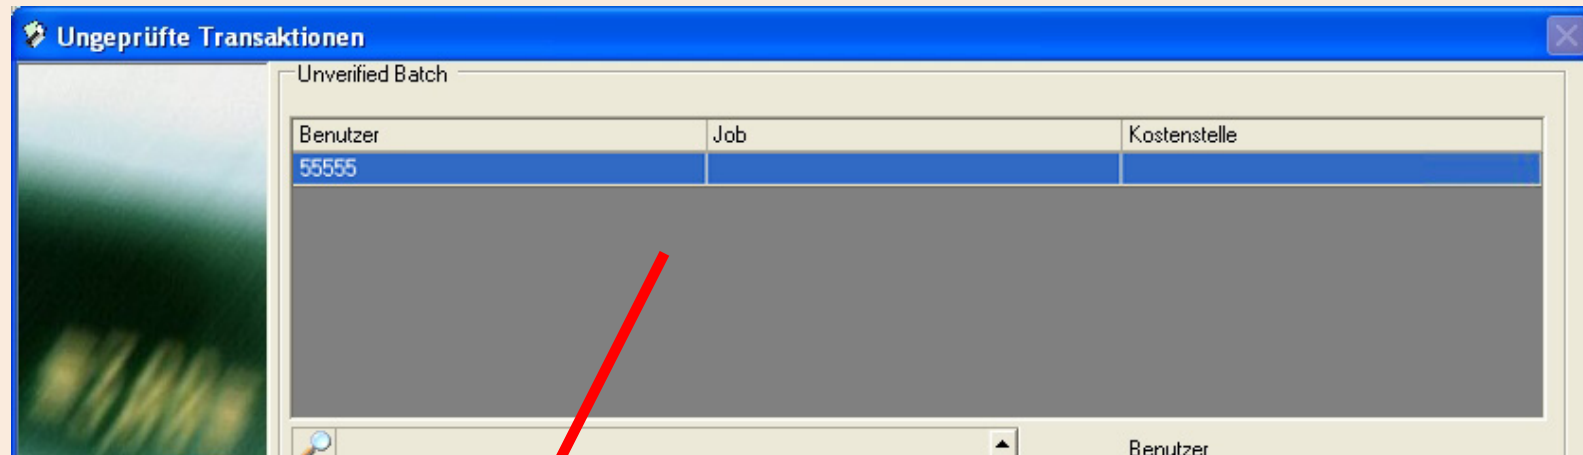 Ungeprüfte Transaktionen
Unverified Batch
Benutzer Job Kostenstelle
55555
Benutzer